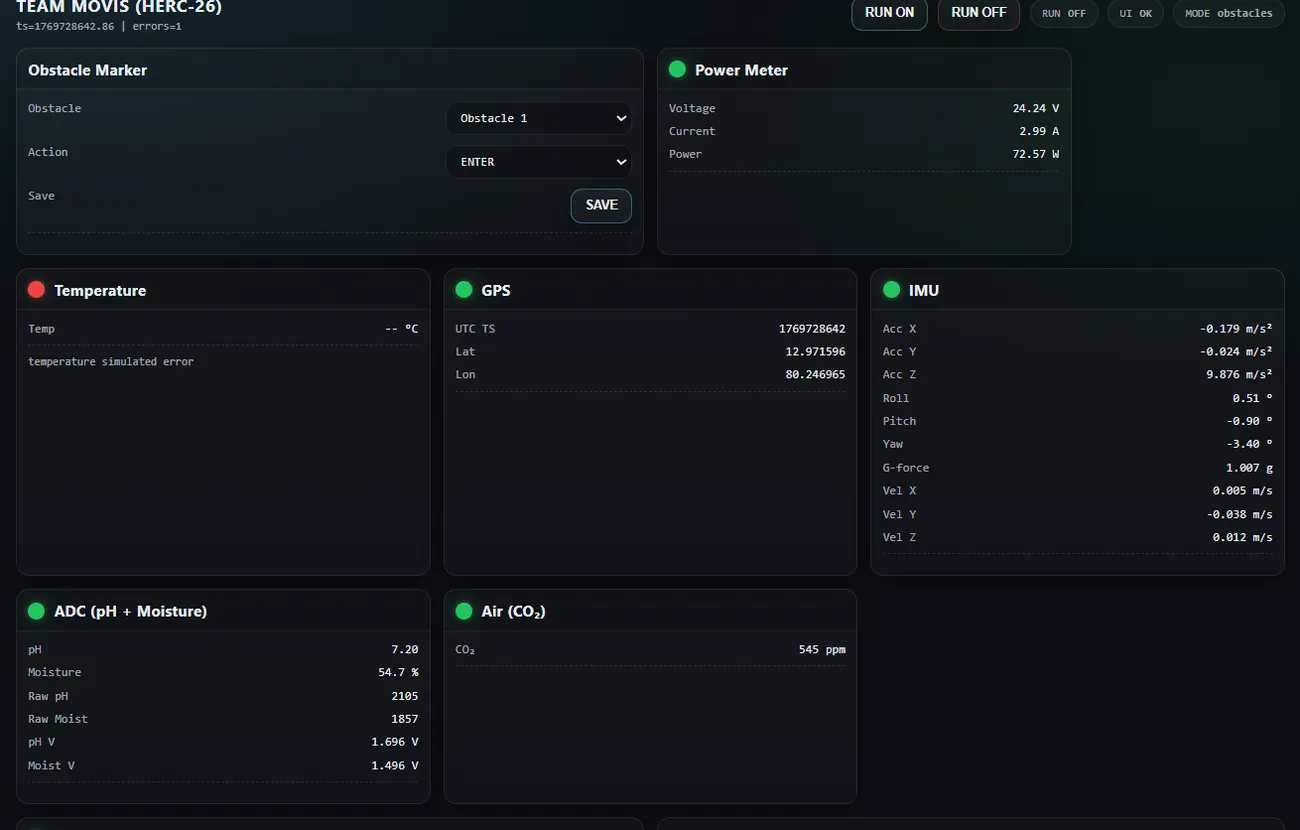 TEAM MOVIS (HERC-26)
ts=1769728642.86 | errors=1
RUN ON
RUN OFF
RUN OFF
UI OK
MODE obstacles
Obstacle Marker
Obstacle
Obstacle 1
Action
ENTER
Save
SAVE
Power Meter
Voltage 24.24 V
Current 2.99 A
Power 72.57 W
Temperature
Temp -- °C
temperature simulated error
GPS
UTC TS 1769728642
Lat 12.971596
Lon 80.246965
IMU
Acc X -0.179 m/s²
Acc Y -0.024 m/s²
Acc Z 9.876 m/s²
Roll 0.51 °
Pitch -0.90 °
Yaw -3.40 °
G-force 1.007 g
Vel X 0.005 m/s
Vel Y -0.038 m/s
Vel Z 0.012 m/s
ADC (pH + Moisture)
pH 7.20
Moisture 54.7 %
Raw pH 2105
Raw Moist 1857
pH V 1.696 V
Moist V 1.496 V
Air (CO₂)
CO₂ 545 ppm